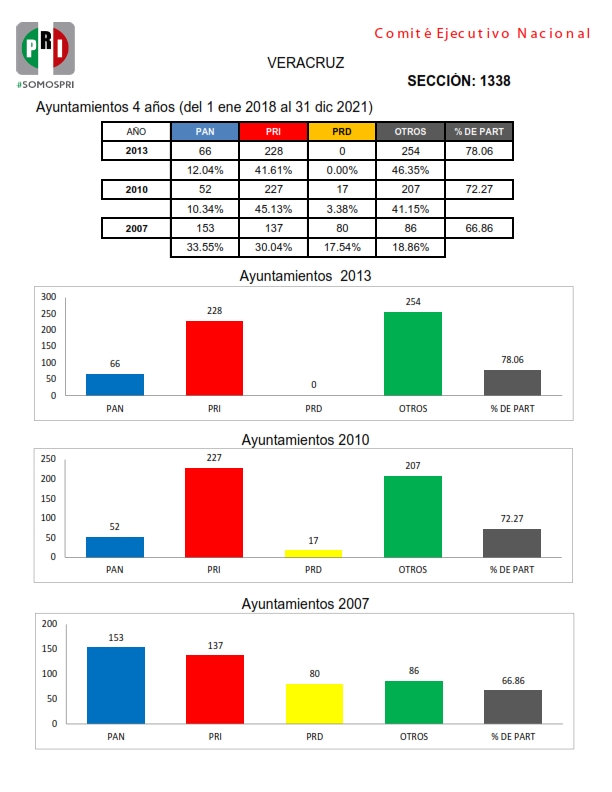 Comité Ejecutivo Nacional
PRI
#SOMOSPRI
VERACRUZ
SECCIÓN: 1338
Ayuntamientos 4 años (del 1 ene 2018 al 31 dic 2021)
AÑO PAN PRI PRD OTROS % DE PART
2013 66 228 0 254 78.06
12.04% 41.61% 0.00% 46.35%
2010 52 227 17 207 72.27
10.34% 45.13% 3.38% 41.15%
2007 153 137 80 86 66.86
33.55% 30.04% 17.54% 18.86%
Ayuntamientos 2013
300
250
200
150
100
50
0
66 228 0 254 78.06
PAN PRI PRD OTROS % DE PART
Ayuntamientos 2010
250
200
150
100
50
0
52 227 17 207 72.27
PAN PRI PRD OTROS % DE PART
Ayuntamientos 2007
200
150
100
50
0
153 137 80 86 66.86
PAN PRI PRD OTROS % DE PART